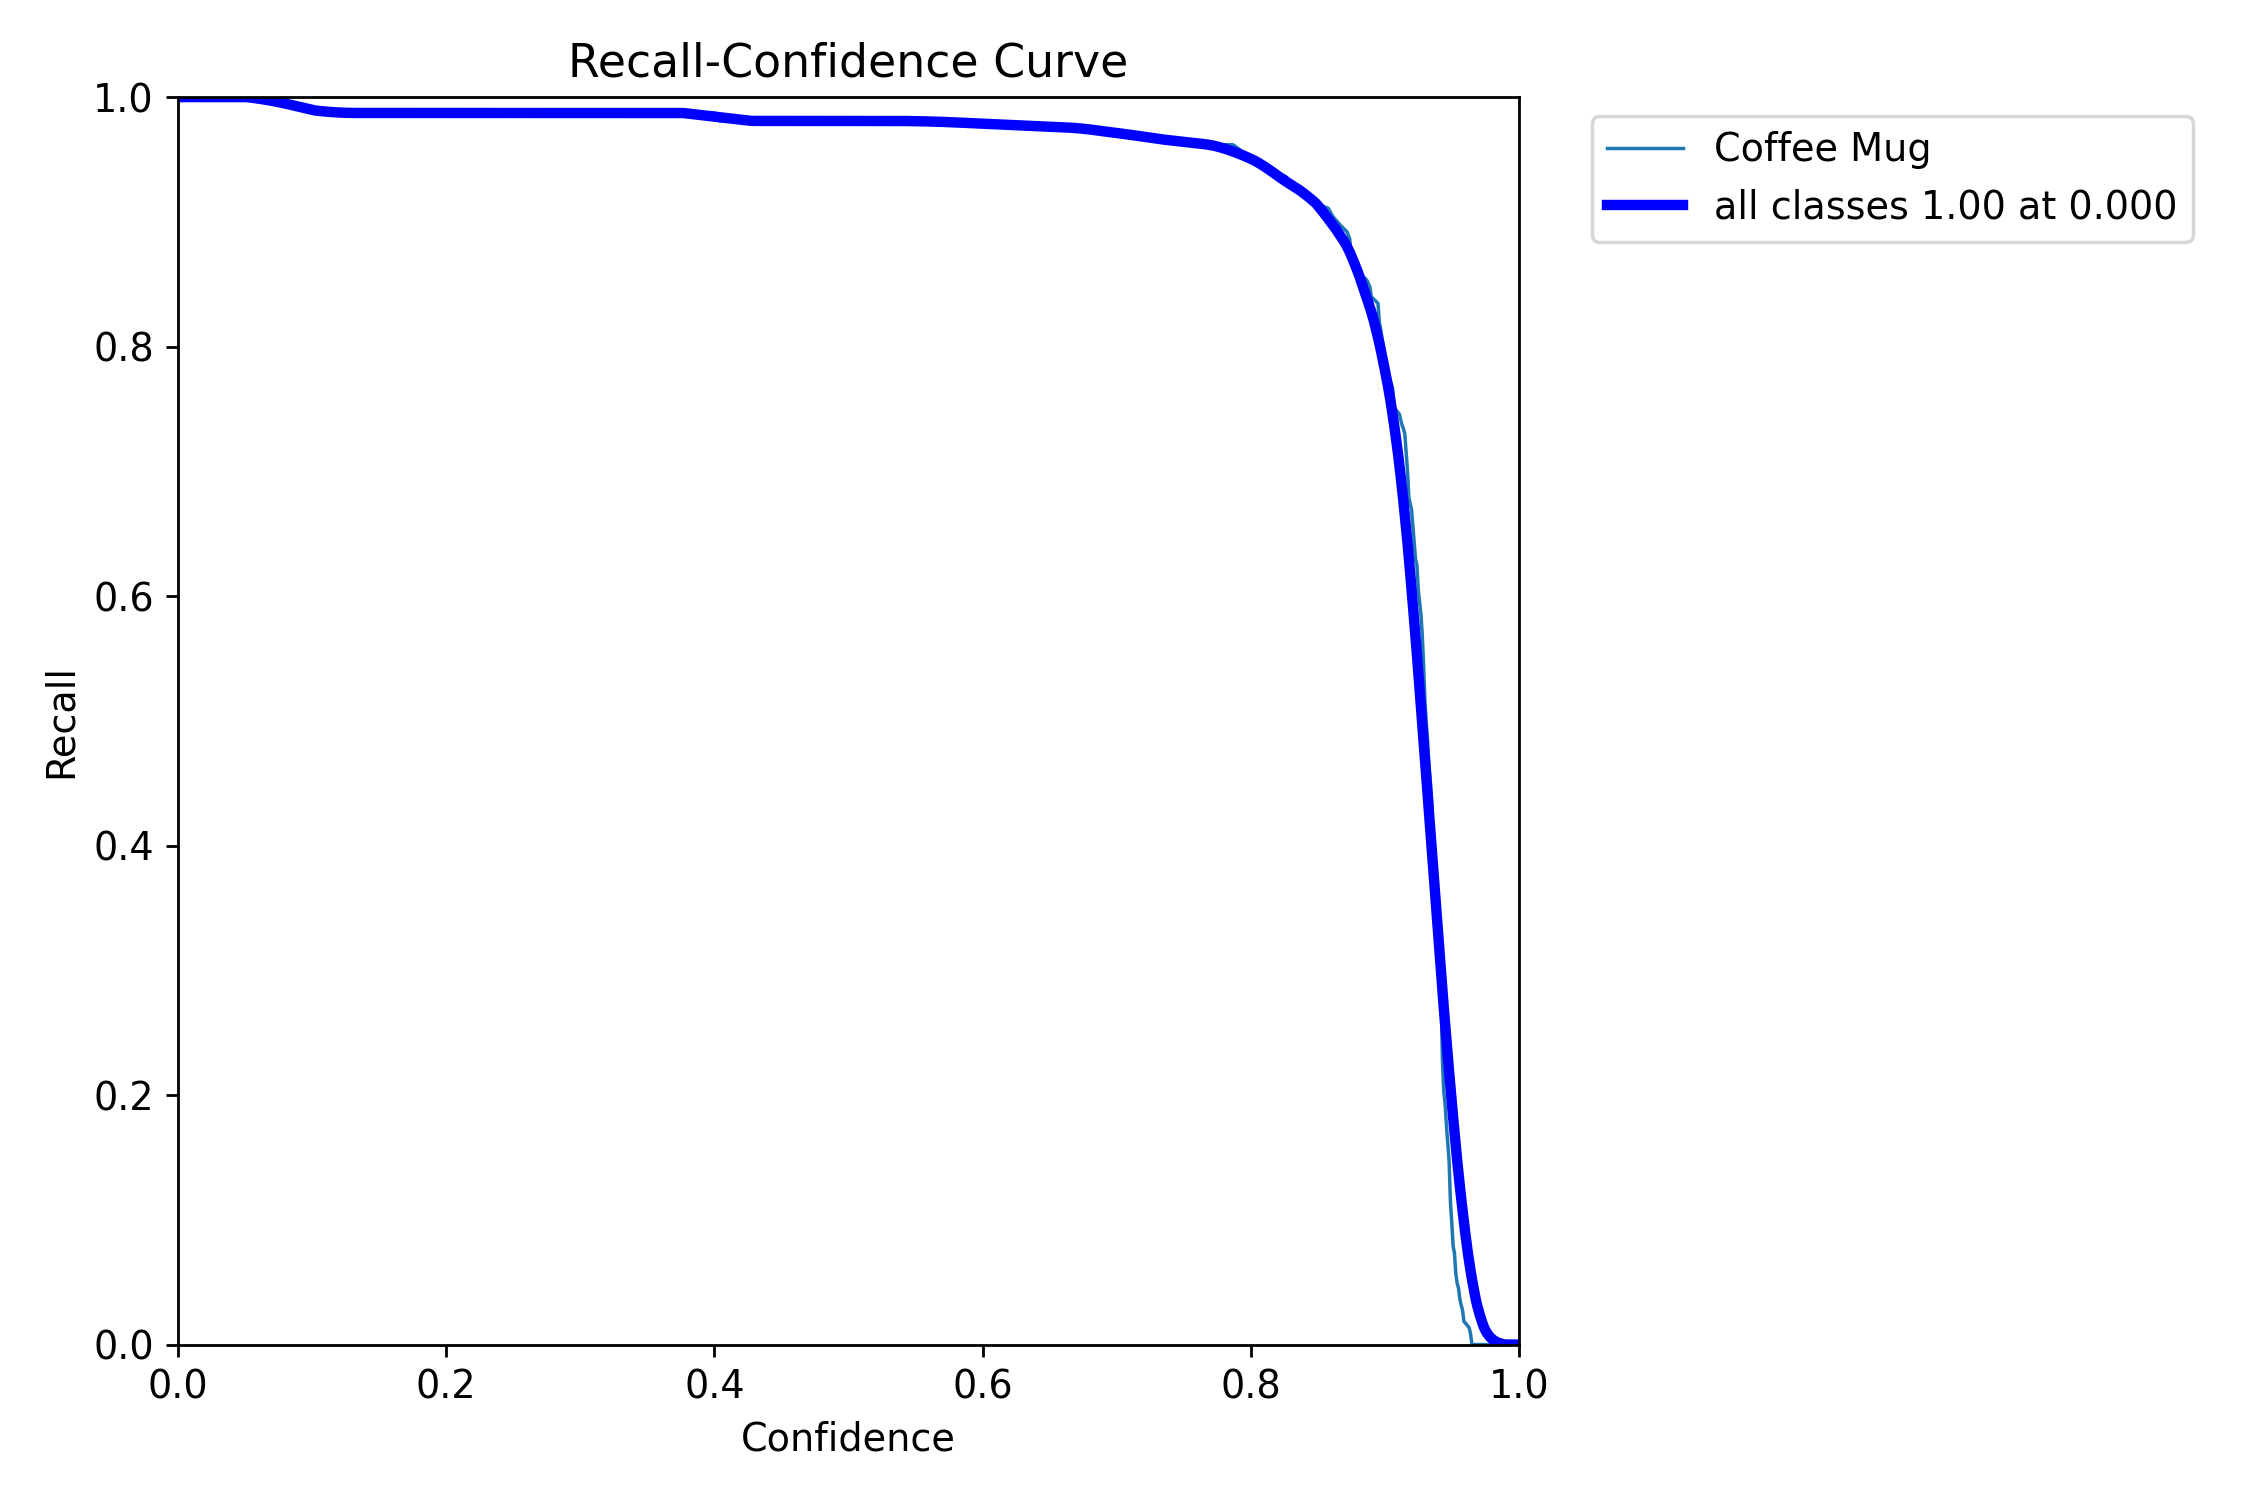 Recall-Confidence Curve
1.0
0.8
0.6
0.4
0.2
0.0
Recall
0.0 0.2 0.4 0.6 0.8 1.0
Confidence
Coffee Mug
all classes 1.00 at 0.000